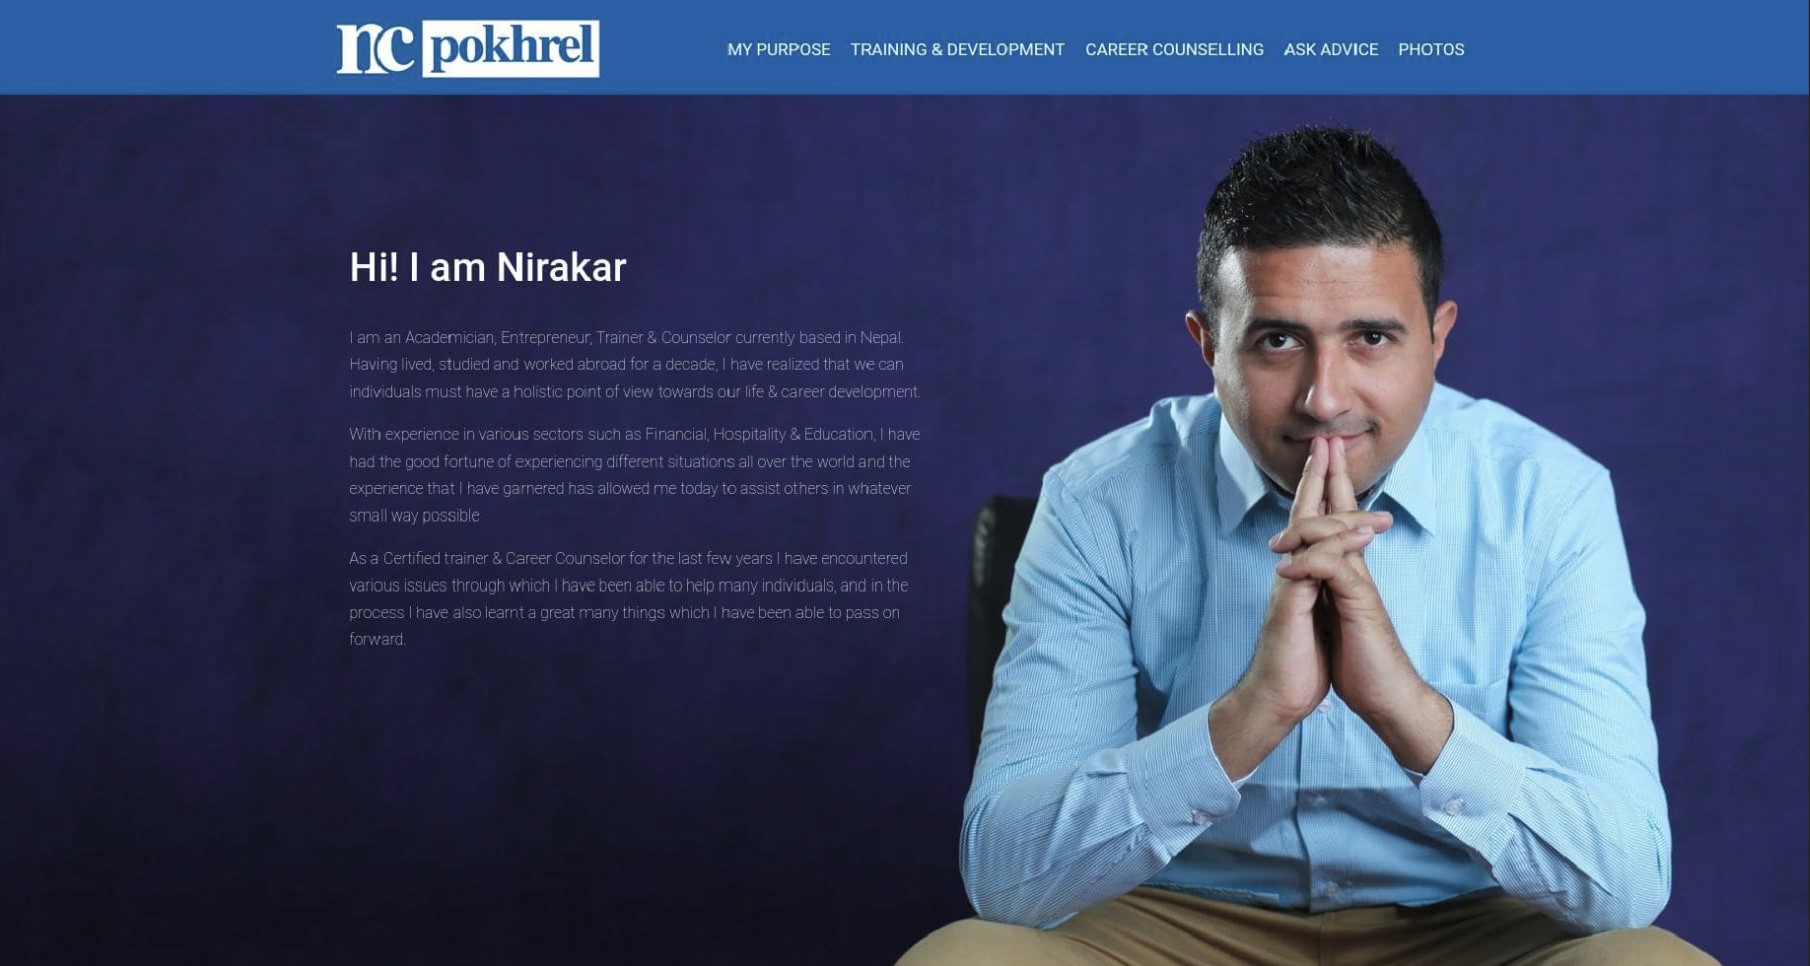 nc pokhrel
MY PURPOSE TRAINING & DEVELOPMENT CAREER COUNSELLING ASK ADVICE PHOTOS
Hi! I am Nirakar
I am an Academician, Entrepreneur, Trainer & Counselor currently based in Nepal.
Having lived, studied and worked abroad for a decade, I have realized that we can
individuals must have a holistic point of view towards our life & career development.
With experience in various sectors such as Financial, Hospitality & Education, I have
had the good fortune of experiencing different situations all over the world and the
experience that I have garnered has allowed me today to assist others in whatever
small way possible
As a Certified trainer & Career Counselor for the last few years I have encountered
various issues through which I have been able to help many individuals, and in the
process I have also learnt a great many things which I have been able to pass on
forward.